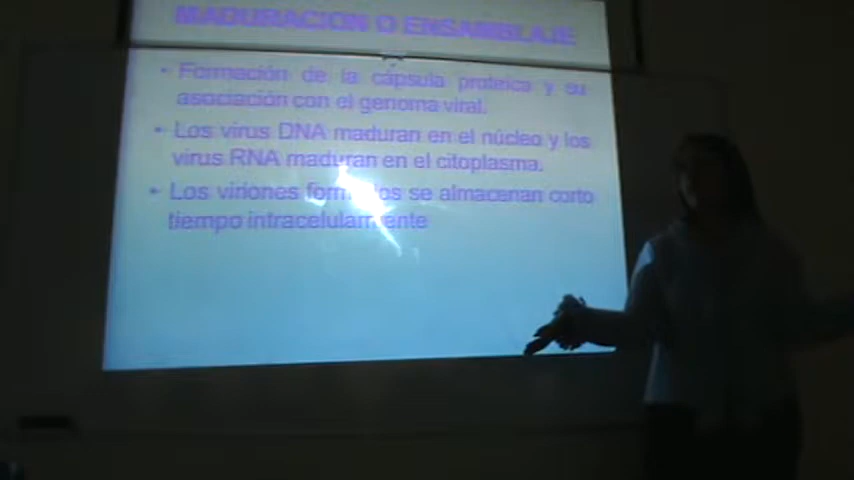 MADURACION O ENSAMBLAJE
• Formación de la cápsula proteica y su
asociación con el genoma viral.
• Los virus DNA maduran en el núcleo y los
virus RNA maduran en el citoplasma.
• Los viriones formados se almacenan corto
tiempo intracelularmente